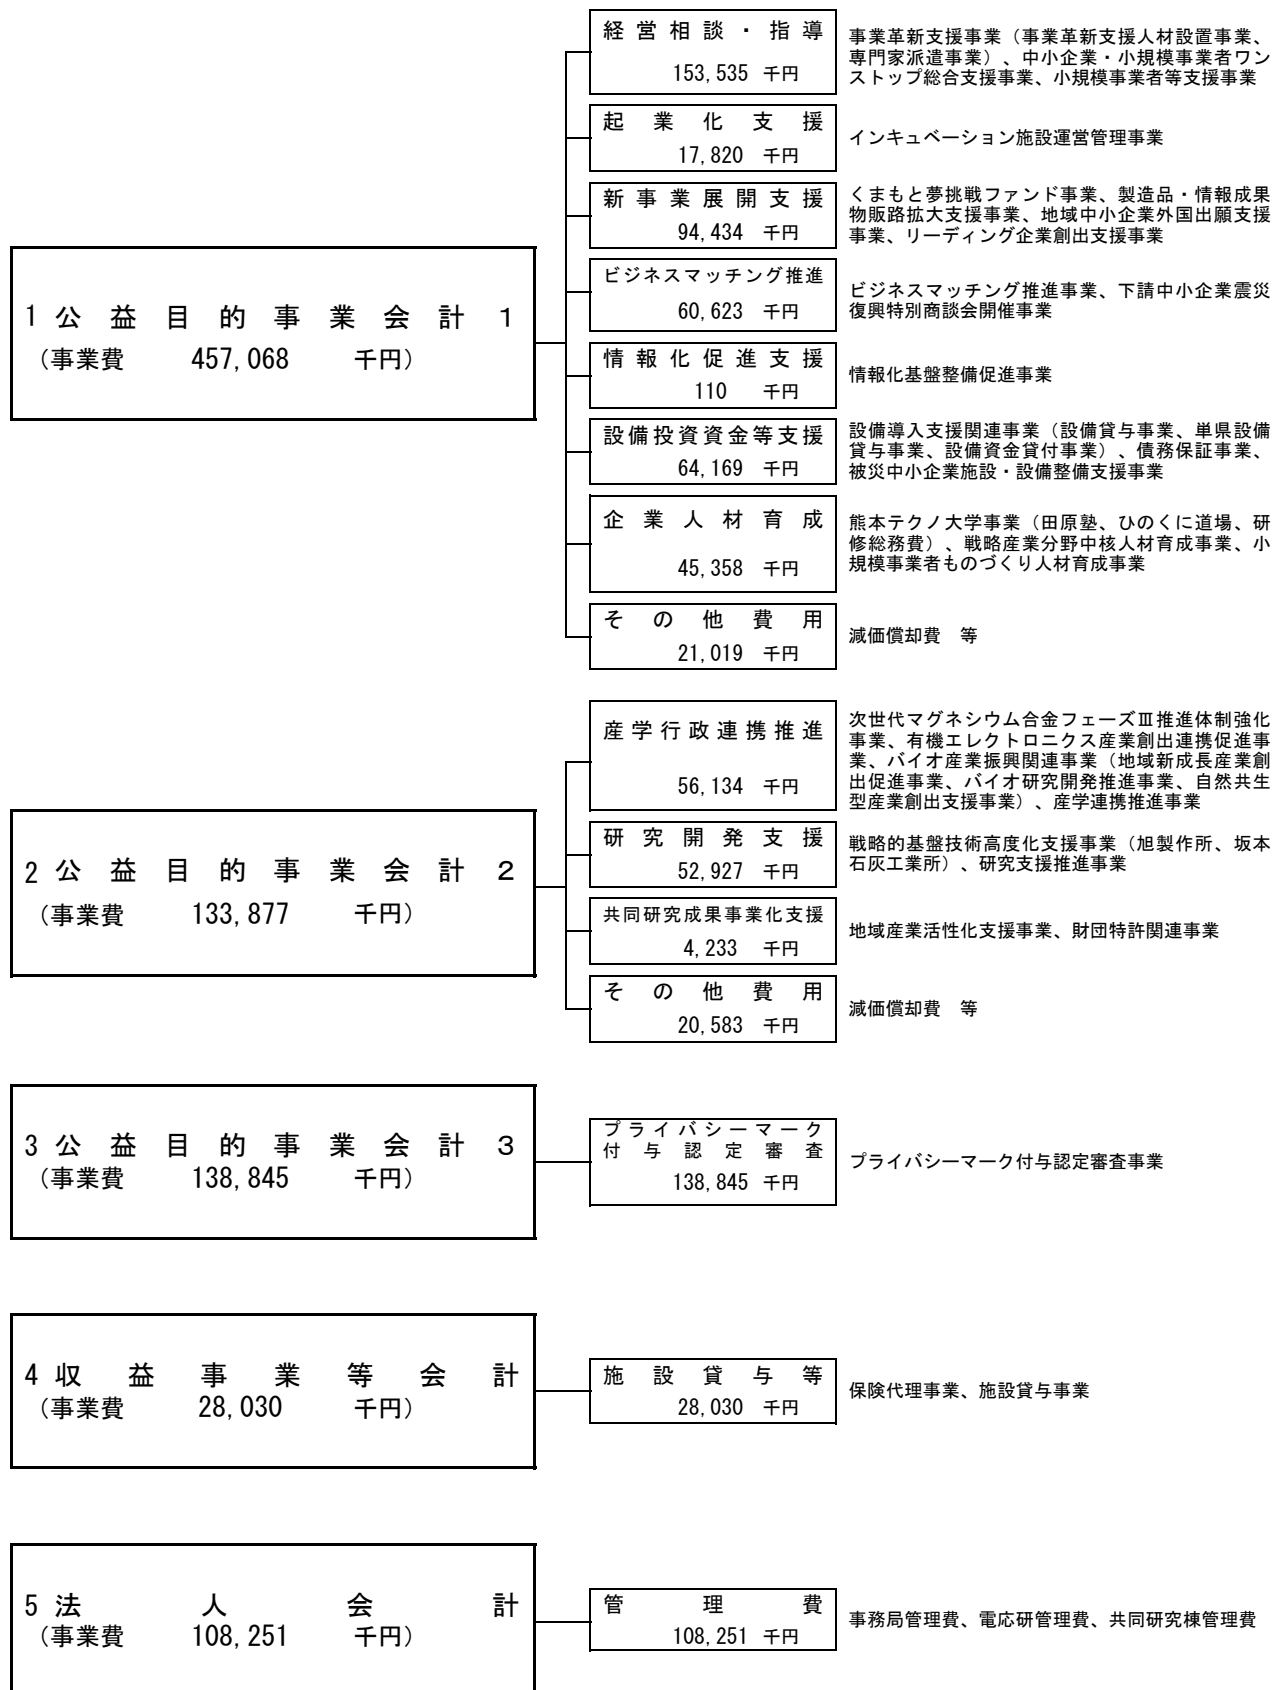 1 公益目的事業会計１
（事業費 457,068 千円）
経営相談・指導
153,535 千円
事業革新支援事業（事業革新支援人材設置事業、
専門家派遣事業）、中小企業・小規模事業者ワン
ストップ総合支援事業、小規模事業者等支援事業
起業化支援
17,820 千円
インキュベーション施設運営管理事業
新事業展開支援
94,434 千円
くまもと夢挑戦ファンド事業、製造品・情報成果
物販路拡大支援事業、地域中小企業外国出願支援
事業、リーディング企業創出支援事業
ビジネスマッチング推進
60,623 千円
ビジネスマッチング推進事業、下請中小企業震災
復興特別商談会開催事業
情報化促進支援
110 千円
情報化基盤整備促進事業
設備投資資金等支援
64,169 千円
設備導入支援関連事業（設備貸与事業、単県設備
貸与事業、設備資金貸付事業）、債務保証事業、
被災中小企業施設・設備整備支援事業
企業人材育成
45,358 千円
熊本テクノ大学事業（田原塾、ひのくに道場、研
修総務費）、戦略産業分野中核人材育成事業、小
規模事業者ものづくり人材育成事業
その他費用
21,019 千円
減価償却費　等
2 公益目的事業会計２
（事業費 133,877 千円）
産学行政連携推進
56,134 千円
次世代マグネシウム合金フェーズⅢ推進体制強化
事業、有機エレクトロニクス産業創出連携促進事
業、バイオ産業振興関連事業（地域新成長産業創
出促進事業、バイオ研究開発推進事業、自然共生
型産業創出支援事業）、産学連携推進事業
研究開発支援
52,927 千円
戦略的基盤技術高度化支援事業（旭製作所、坂本
石灰工業所）、研究支援推進事業
共同研究成果事業化支援
4,233 千円
地域産業活性化支援事業、財団特許関連事業
その他費用
20,583 千円
減価償却費　等
3 公益目的事業会計３
（事業費 138,845 千円）
プライバシーマーク
付与認定審査
138,845 千円
プライバシーマーク付与認定審査事業
4 収益事業等会計
（事業費 28,030 千円）
施設貸与等
28,030 千円
保険代理事業、施設貸与事業
5 法人会計
（事業費 108,251 千円）
管理費
108,251 千円
事務局管理費、電応研管理費、共同研究棟管理費